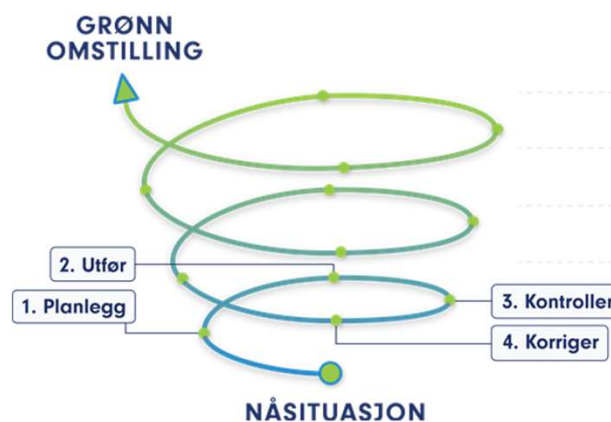 GRØNN
OMSTILLING
2. Utfør
1. Planlegg
3. Kontroller
4. Korriger
NÅSITUASJON